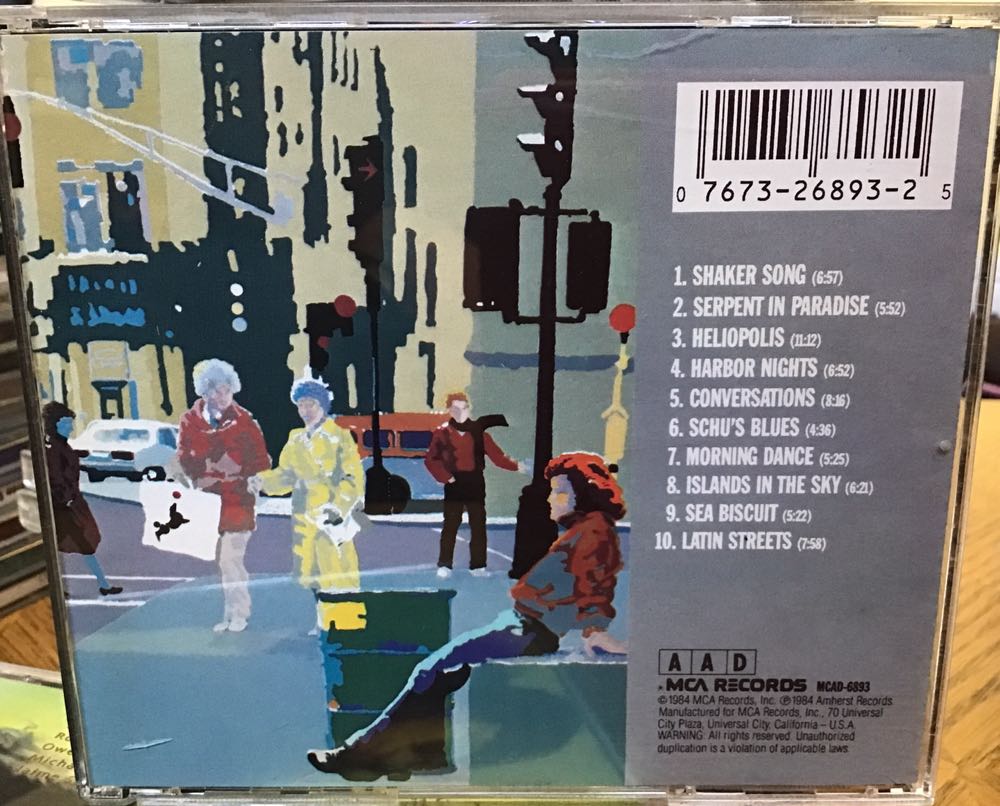 0 7673-26893-2 5
1. SHAKER SONG (6:57)
2. SERPENT IN PARADISE (5:52)
3. HELIOPOLIS (11:12)
4. HARBOR NIGHTS (6:52)
5. CONVERSATIONS (8:16)
6. SCHU'S BLUES (4:36)
7. MORNING DANCE (5:25)
8. ISLANDS IN THE SKY (6:21)
9. SEA BISCUIT (5:22)
10. LATIN STREETS (7:58)
A A D
MCA RECORDS MCAD-6893
©1984 MCA Records, Inc. ℗1984 Amherst Records.
Manufactured for MCA Records, Inc., 70 Universal
City Plaza, Universal City, California - U.S.A.
WARNING: All rights reserved. Unauthorized
duplication is a violation of applicable laws.